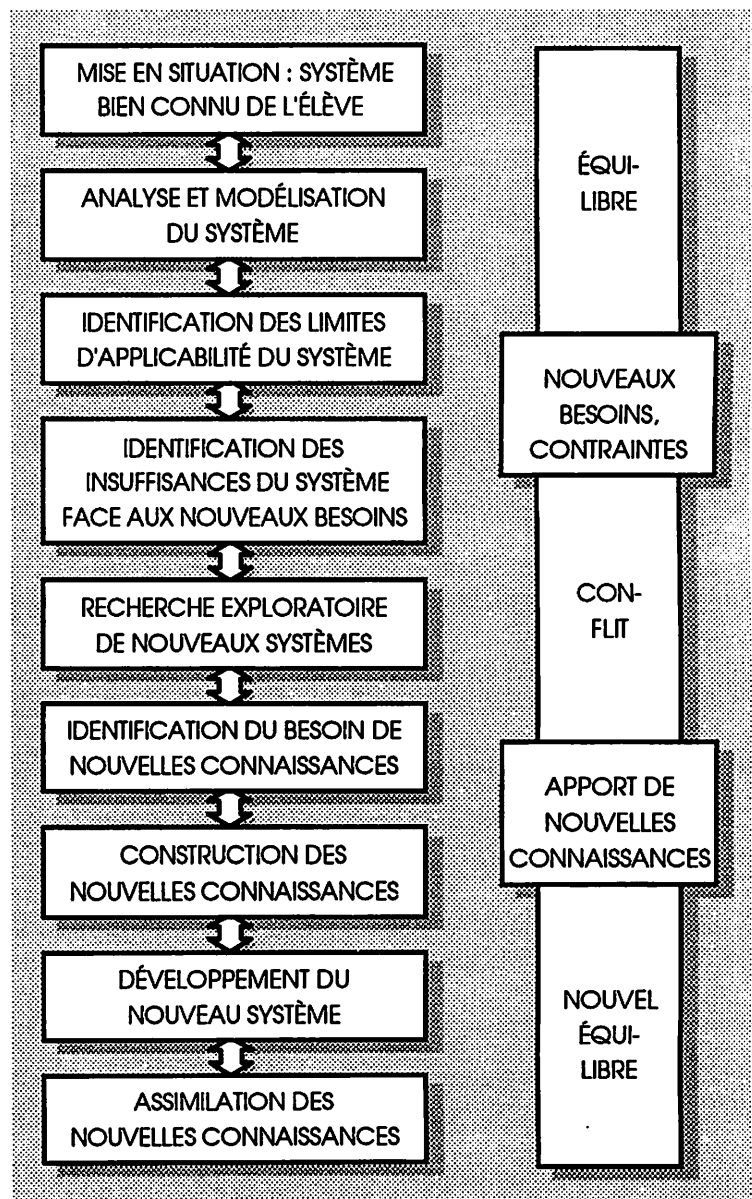 MISE EN SITUATION : SYSTÈME
BIEN CONNU DE L'ÉLÈVE
ANALYSE ET MODÉLISATION
DU SYSTÈME
IDENTIFICATION DES LIMITES
D'APPLICABILITÉ DU SYSTÈME
IDENTIFICATION DES
INSUFFISANCES DU SYSTÈME
FACE AUX NOUVEAUX BESOINS
RECHERCHE EXPLORATOIRE
DE NOUVEAUX SYSTÈMES
IDENTIFICATION DU BESOIN DE
NOUVELLES CONNAISSANCES
CONSTRUCTION DES
NOUVELLES CONNAISSANCES
DÉVELOPPEMENT DU
NOUVEAU SYSTÈME
ASSIMILATION DES
NOUVELLES CONNAISSANCES
ÉQUI-
LIBRE
NOUVEAUX
BESOINS,
CONTRAINTES
CON-
FLIT
APPORT DE
NOUVELLES
CONNAISSANCES
NOUVEL
ÉQUI-
LIBRE